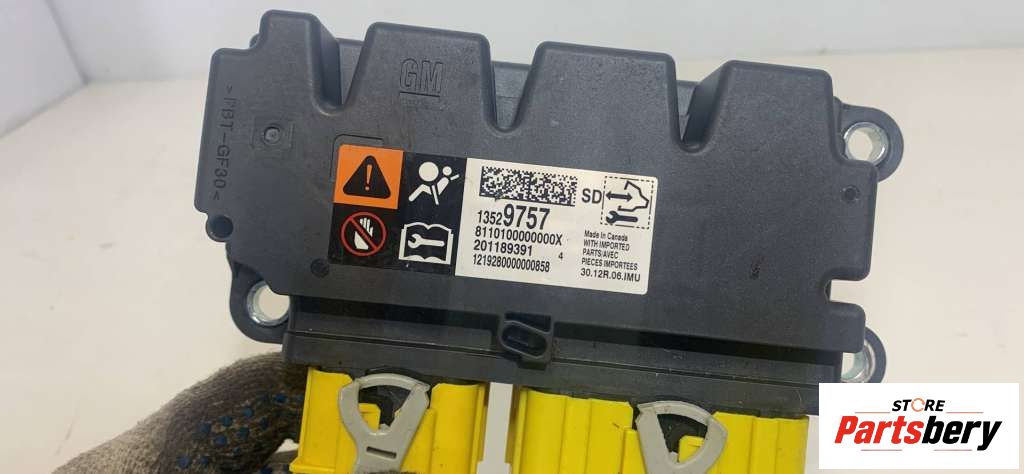 GM
>PBT-GF30<
13529757
8110100000000X
201189391 4
1219280000000858
SD
Made In Canada
WITH IMPORTED
PARTS/AVEC
PIECES IMPORTEES
30.12R.06.IMU
STORE
Partsbery